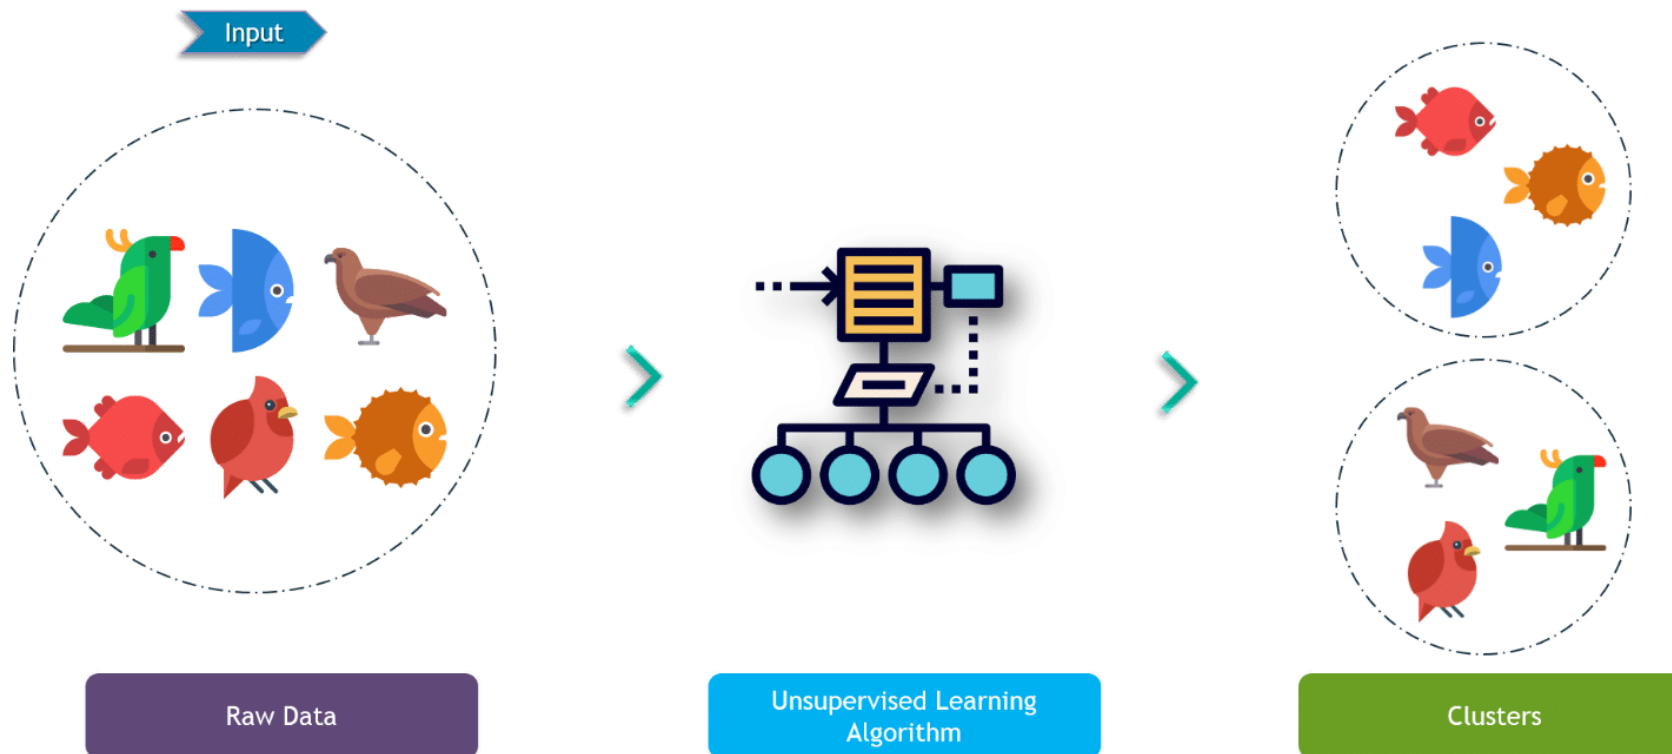 Input
Raw Data
Unsupervised Learning
Algorithm
Clusters